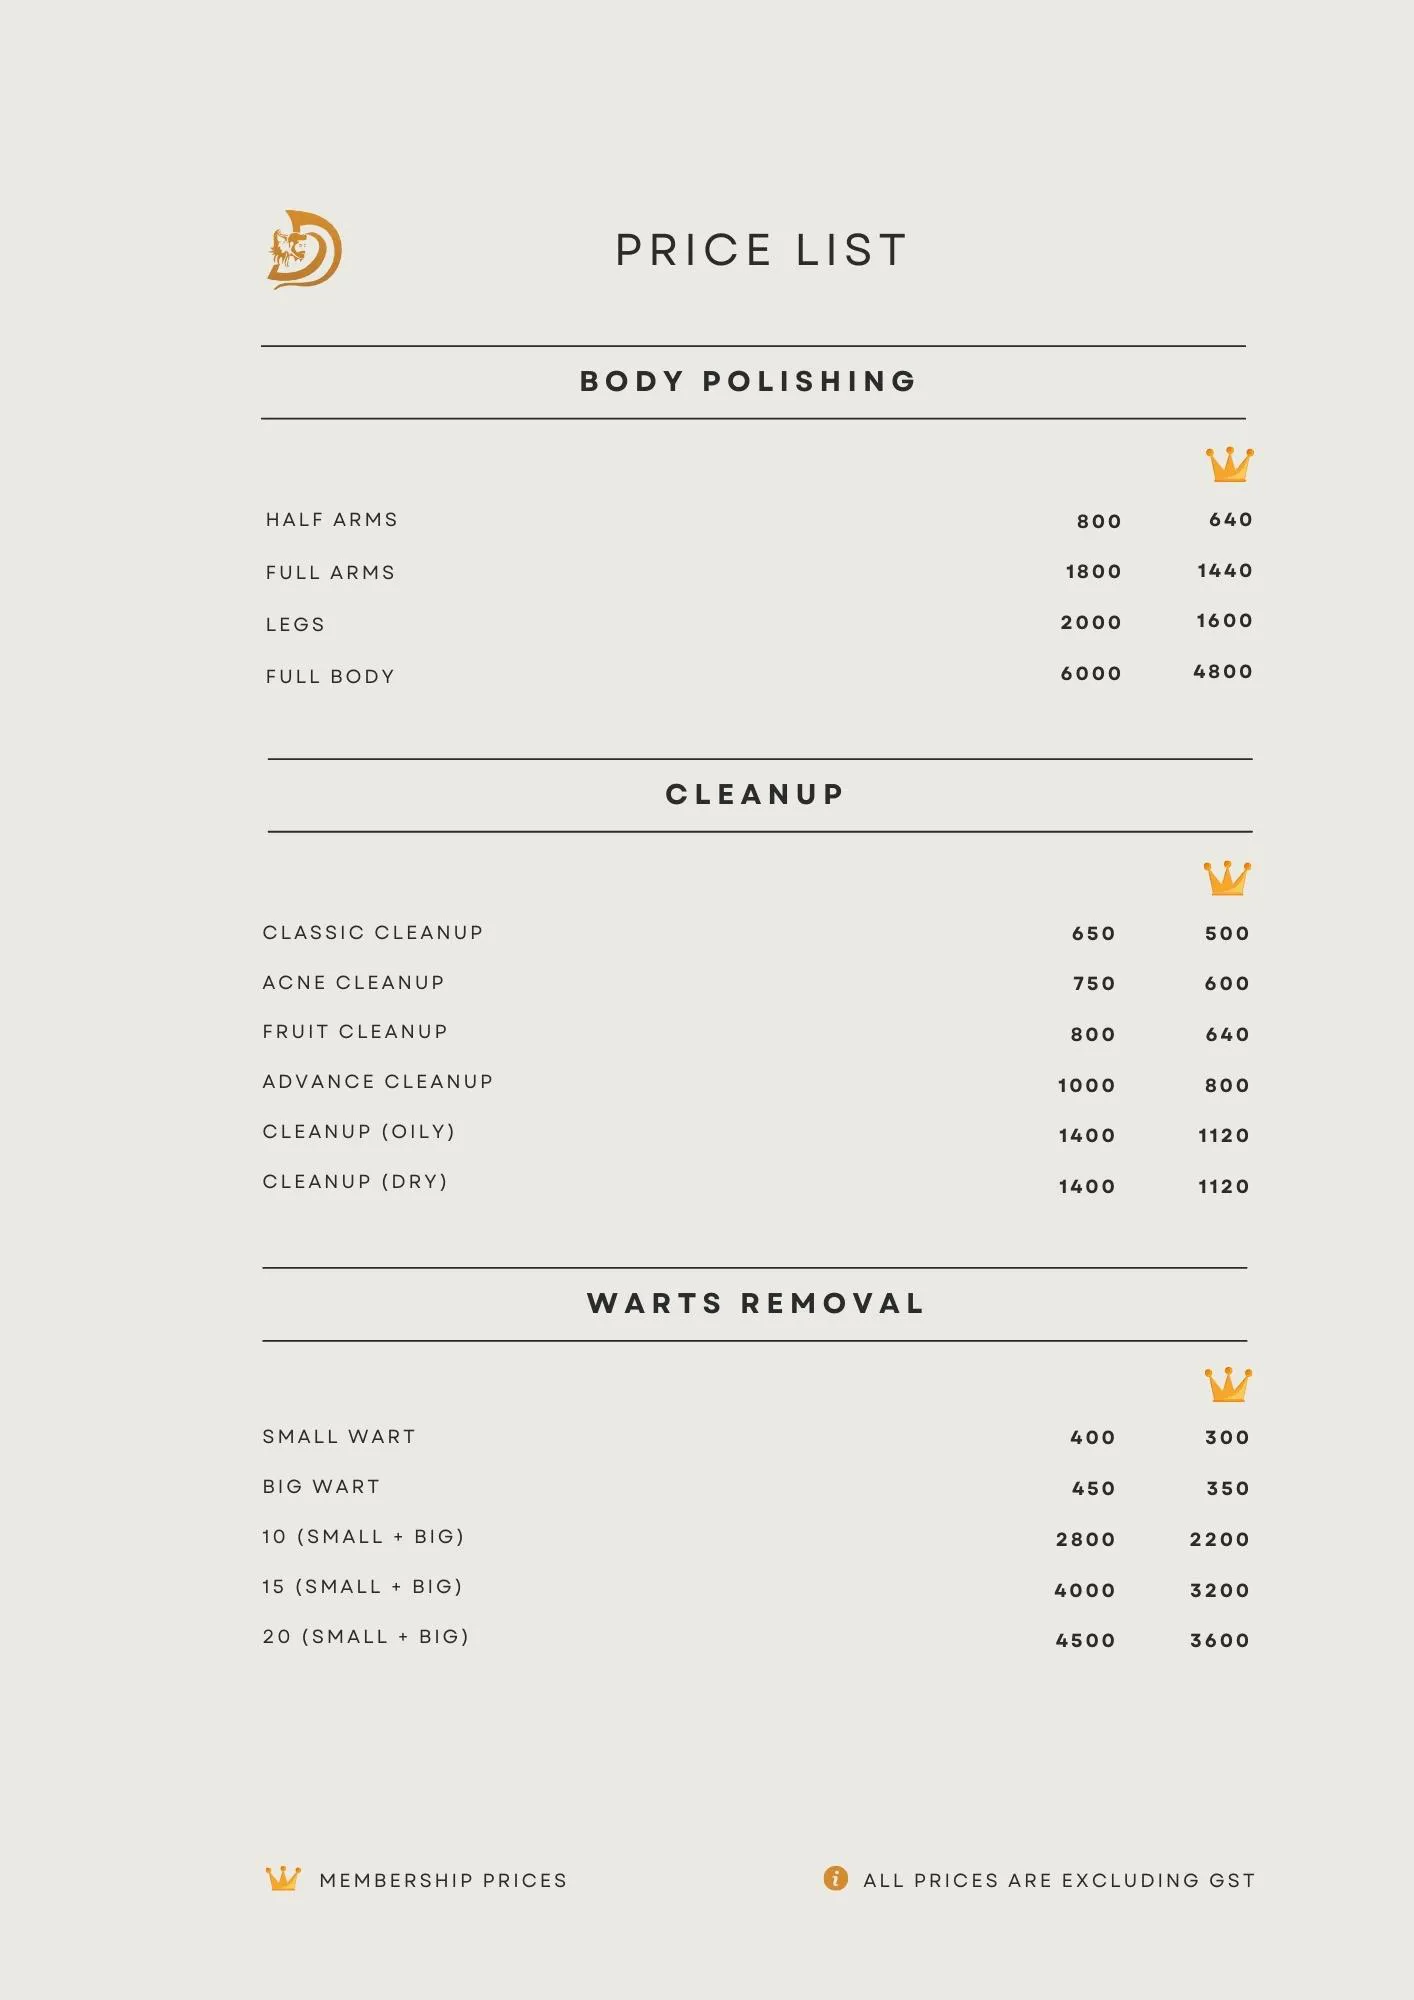 PRICE LIST
BODY POLISHING
HALF ARMS 800 640
FULL ARMS 1800 1440
LEGS 2000 1600
FULL BODY 6000 4800
CLEANUP
CLASSIC CLEANUP 650 500
ACNE CLEANUP 750 600
FRUIT CLEANUP 800 640
ADVANCE CLEANUP 1000 800
CLEANUP (OILY) 1400 1120
CLEANUP (DRY) 1400 1120
WARTS REMOVAL
SMALL WART 400 300
BIG WART 450 350
10 (SMALL + BIG) 2800 2200
15 (SMALL + BIG) 4000 3200
20 (SMALL + BIG) 4500 3600
MEMBERSHIP PRICES
ALL PRICES ARE EXCLUDING GST